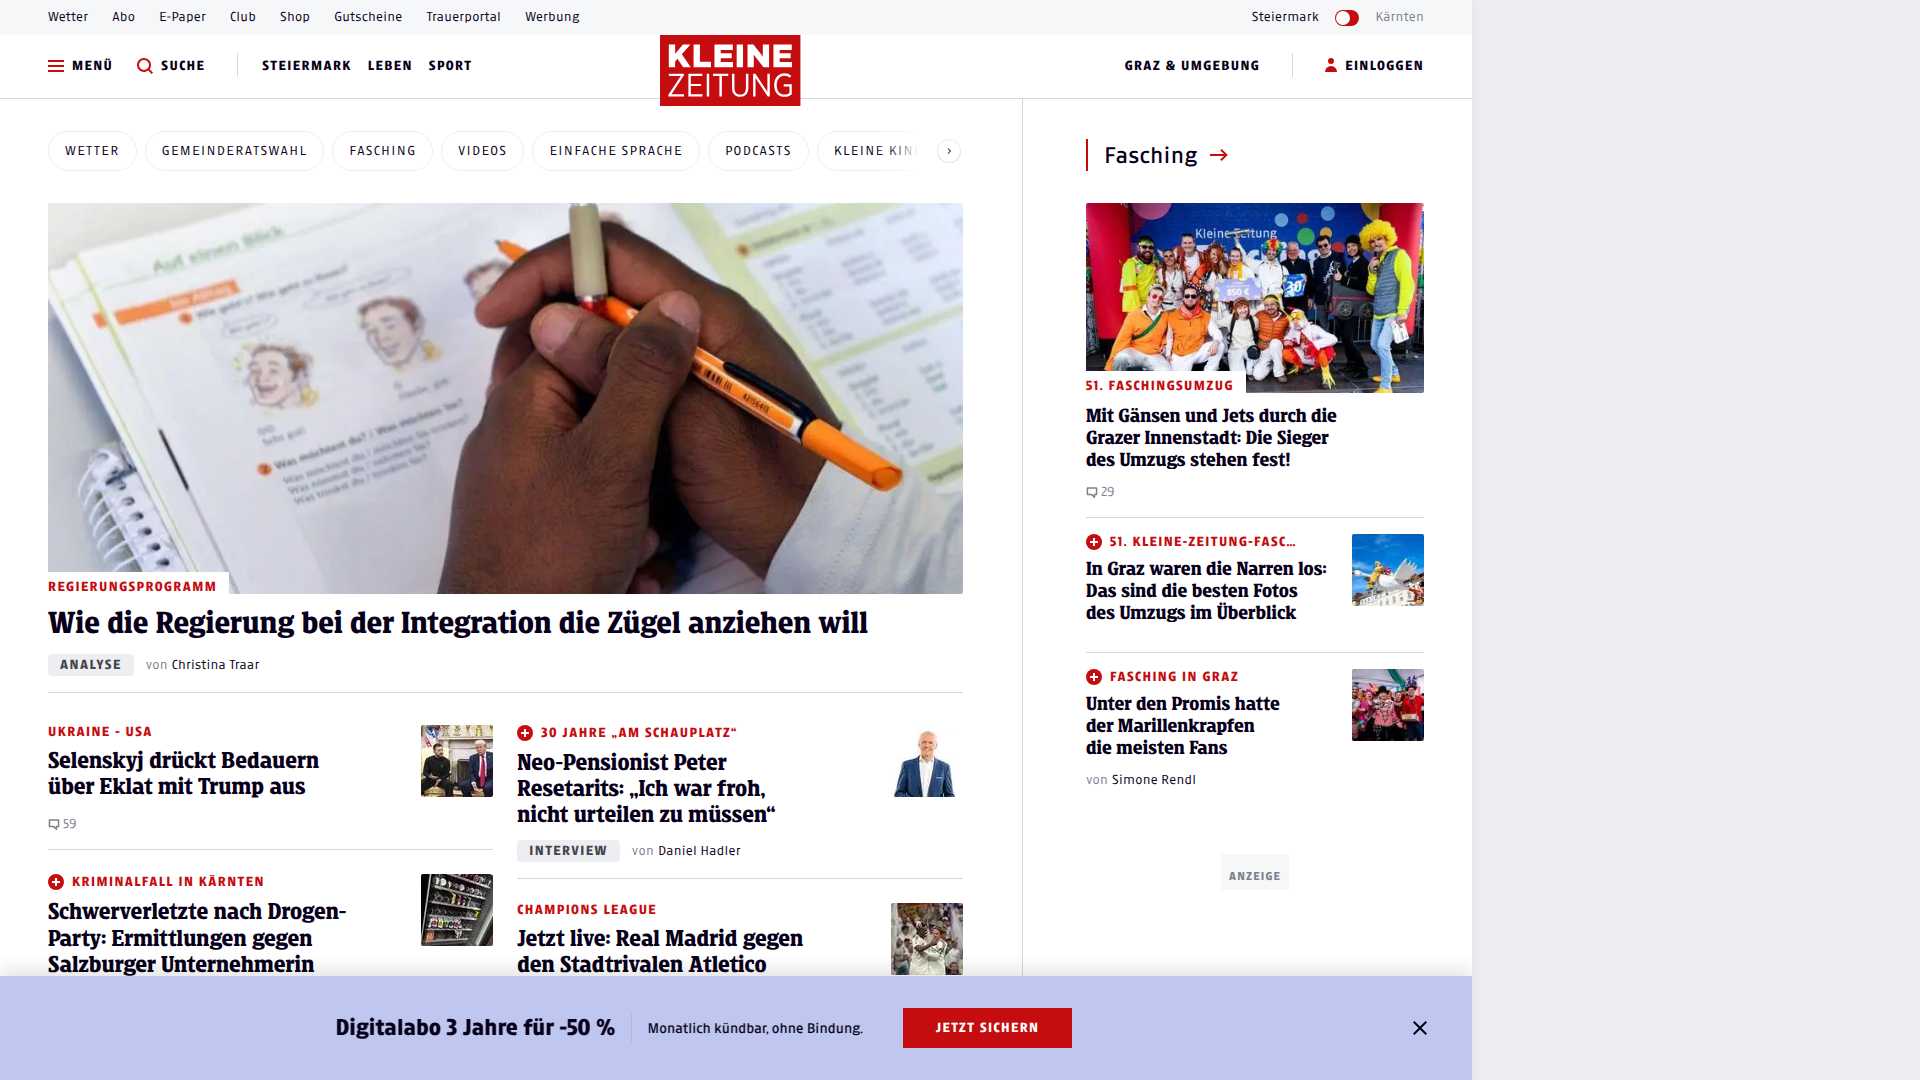 Wetter Abo E-Paper Club Shop Gutscheine Trauerportal Werbung Steiermark Kärnten
MENÜ SUCHE STEIERMARK LEBEN SPORT KLEINE ZEITUNG GRAZ & UMGEBUNG EINLOGGEN
WETTER GEMEINDERATSWAHL FASCHING VIDEOS EINFACHE SPRACHE PODCASTS KLEINE KIN
Auf einen Blick
REGIERUNGSPROGRAMM
Wie die Regierung bei der Integration die Zügel anziehen will
ANALYSE von Christina Traar
UKRAINE - USA
Selenskyj drückt Bedauern
über Eklat mit Trump aus
59
KRIMINALFALL IN KÄRNTEN
Schwerverletzte nach Drogen-
Party: Ermittlungen gegen
Salzburger Unternehmerin
30 JAHRE „AM SCHAUPLATZ“
Neo-Pensionist Peter
Resetarits: „Ich war froh,
nicht urteilen zu müssen“
INTERVIEW von Daniel Hadler
CHAMPIONS LEAGUE
Jetzt live: Real Madrid gegen
den Stadtrivalen Atletico
Fasching
Kleine Zeitung
850 €
30
51. FASCHINGSUMZUG
Mit Gänsen und Jets durch die
Grazer Innenstadt: Die Sieger
des Umzugs stehen fest!
29
51. KLEINE-ZEITUNG-FASC...
In Graz waren die Narren los:
Das sind die besten Fotos
des Umzugs im Überblick
FASCHING IN GRAZ
Unter den Promis hatte
der Marillenkrapfen
die meisten Fans
von Simone Rendl
ANZEIGE
Digitalabo 3 Jahre für -50 % Monatlich kündbar, ohne Bindung. JETZT SICHERN